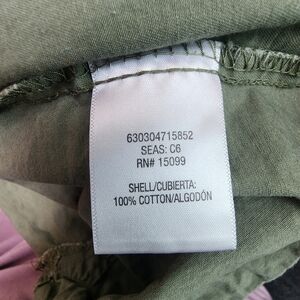 630304715852
SEAS: C6
RN# 15099
SHELL/CUBIERTA:
100% COTTON/ALGODÓN